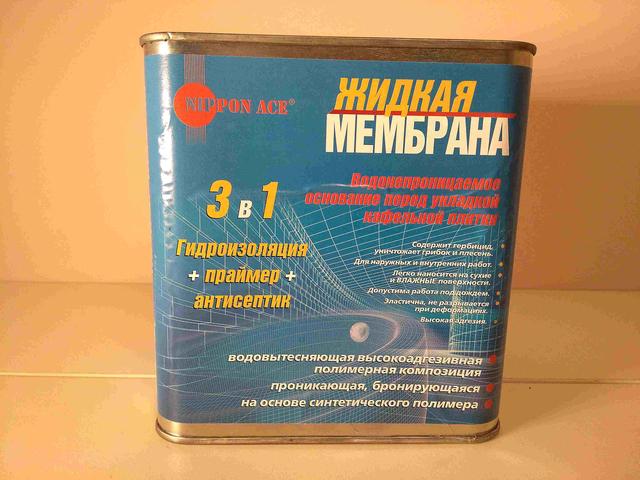 NIPPON ACE®
ЖИДКАЯ
МЕМБРАНА
Водонепроницаемое
основание перед укладкой
кафельной плитки
3 в 1
Гидроизоляция
+ праймер +
антисептик
Содержит гербицид,
уничтожает грибок и плесень.
Для наружных и внутренних работ.
Легко наносится на сухие
и ВЛАЖНЫЕ поверхности.
Допустима работа под дождем.
Эластична, не разрывается
при деформациях.
Высокая адгезия.
водовытесняющая высокоадгезивная
полимерная композиция
проникающая, бронирующаяся
на основе синтетического полимера